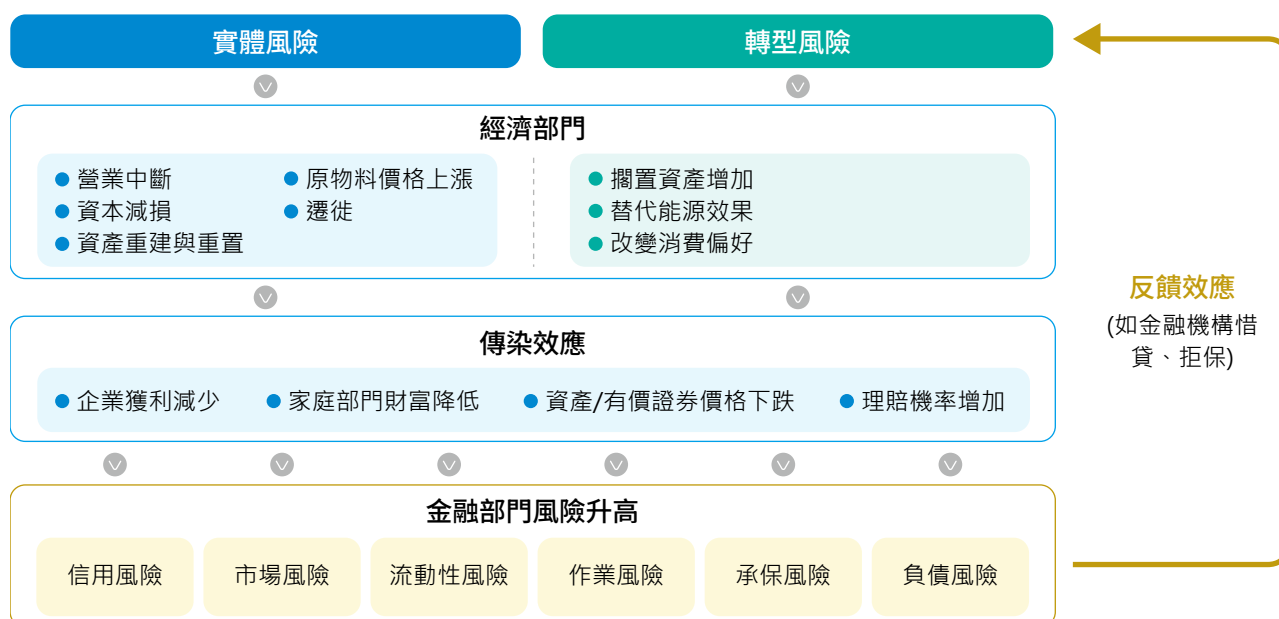 實體風險
轉型風險
經濟部門
營業中斷
原物料價格上漲
資本減損
遷徙
資產重建與重置
擱置資產增加
替代能源效果
改變消費偏好
傳染效應
企業獲利減少
家庭部門財富降低
資產/有價證券價格下跌
理賠機率增加
金融部門風險升高
信用風險
市場風險
流動性風險
作業風險
承保風險
負債風險
反饋效應
(如金融機構惜
貸、拒保)